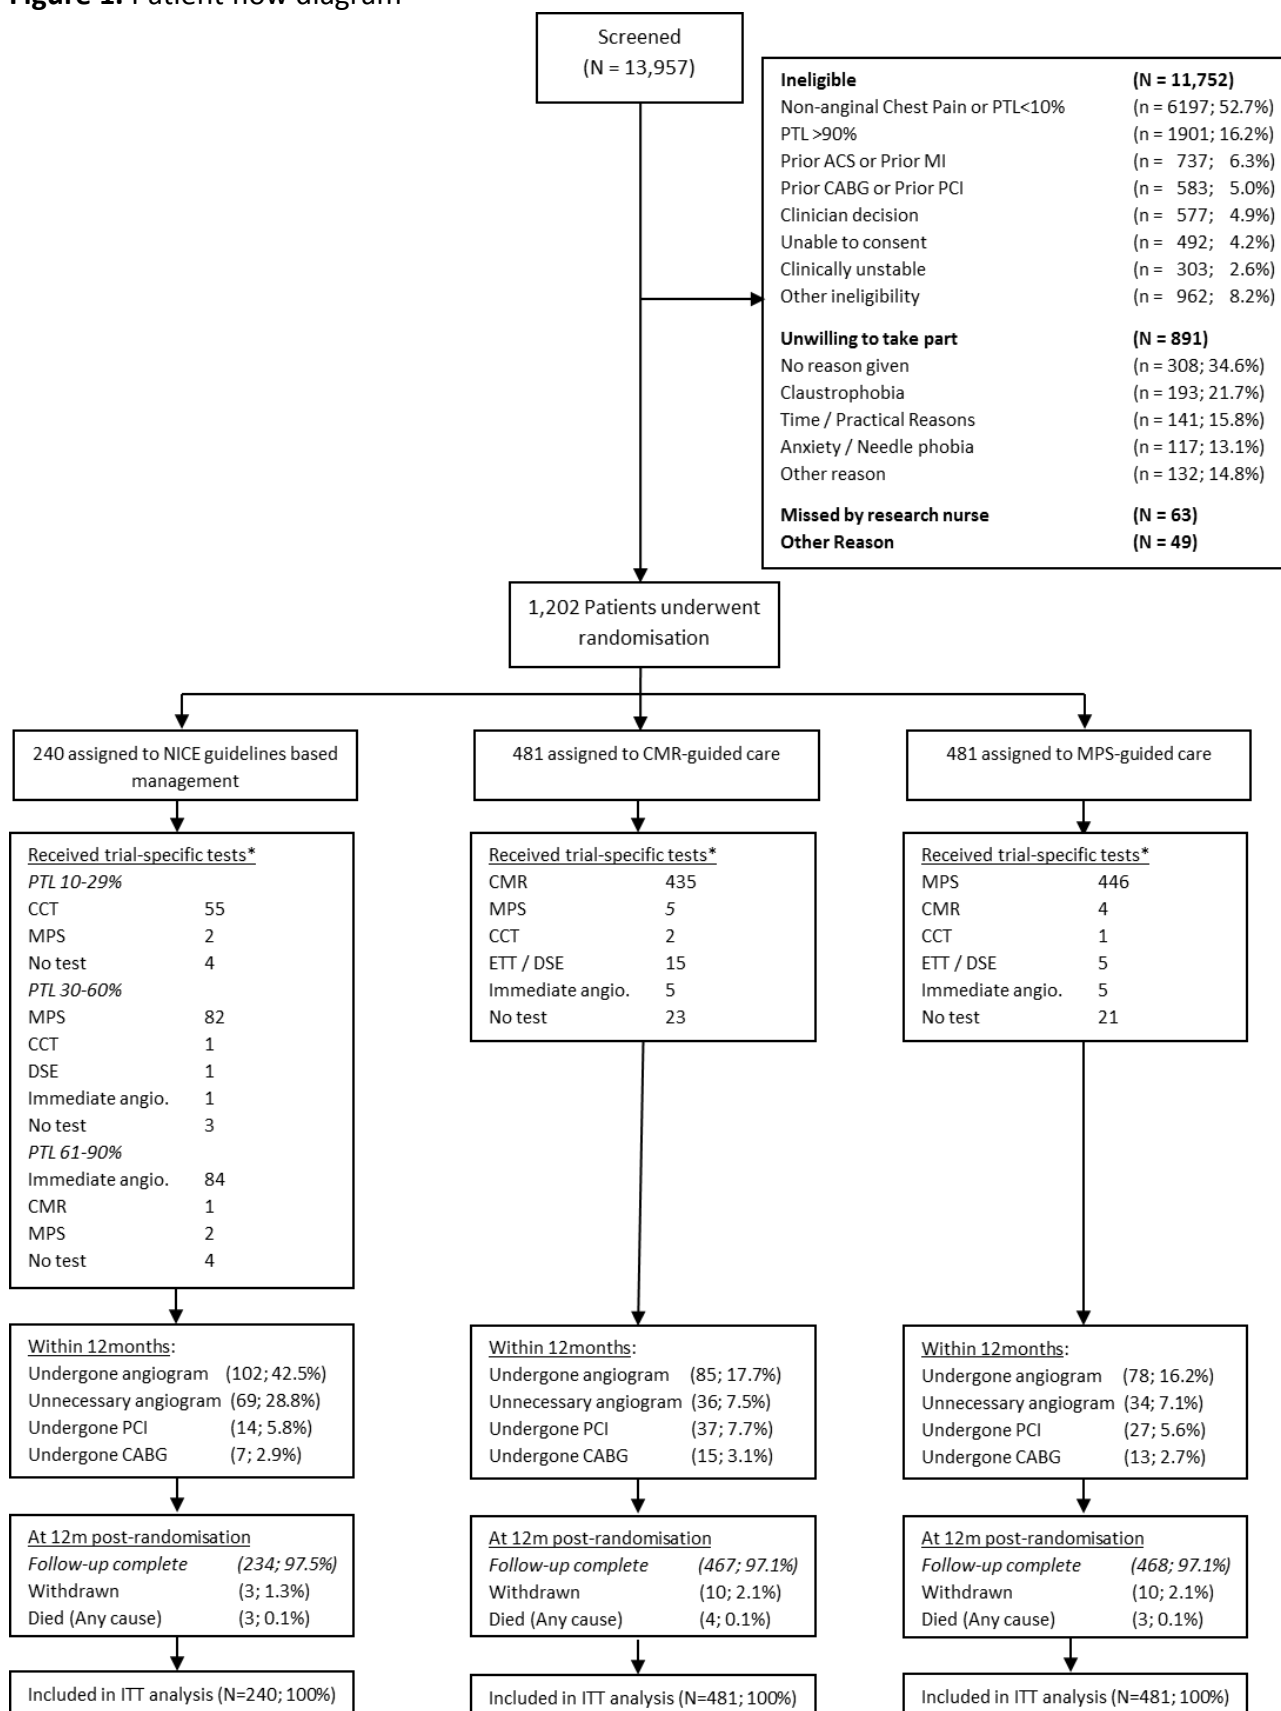 Figure 1. Patient flow diagram
Screened
(N = 13,957)
Ineligible (N = 11,752)
Non-anginal Chest Pain or PTL<10% (n = 6197; 52.7%)
PTL >90% (n = 1901; 16.2%)
Prior ACS or Prior MI (n = 737; 6.3%)
Prior CABG or Prior PCI (n = 583; 5.0%)
Clinician decision (n = 577; 4.9%)
Unable to consent (n = 492; 4.2%)
Clinically unstable (n = 303; 2.6%)
Other ineligibility (n = 962; 8.2%)
Unwilling to take part (N = 891)
No reason given (n = 308; 34.6%)
Claustrophobia (n = 193; 21.7%)
Time / Practical Reasons (n = 141; 15.8%)
Anxiety / Needle phobia (n = 117; 13.1%)
Other reason (n = 132; 14.8%)
Missed by research nurse (N = 63)
Other Reason (N = 49)
1,202 Patients underwent
randomisation
240 assigned to NICE guidelines based
management
481 assigned to CMR-guided care
481 assigned to MPS-guided care
Received trial-specific tests*
PTL 10-29%
CCT 55
MPS 2
No test 4
PTL 30-60%
MPS 82
CCT 1
DSE 1
Immediate angio. 1
No test 3
PTL 61-90%
Immediate angio. 84
CMR 1
MPS 2
No test 4
Received trial-specific tests*
CMR 435
MPS 5
CCT 2
ETT / DSE 15
Immediate angio. 5
No test 23
Received trial-specific tests*
MPS 446
CMR 4
CCT 1
ETT / DSE 5
Immediate angio. 5
No test 21
Within 12months:
Undergone angiogram (102; 42.5%)
Unnecessary angiogram (69; 28.8%)
Undergone PCI (14; 5.8%)
Undergone CABG (7; 2.9%)
Within 12months:
Undergone angiogram (85; 17.7%)
Unnecessary angiogram (36; 7.5%)
Undergone PCI (37; 7.7%)
Undergone CABG (15; 3.1%)
Within 12months:
Undergone angiogram (78; 16.2%)
Unnecessary angiogram (34; 7.1%)
Undergone PCI (27; 5.6%)
Undergone CABG (13; 2.7%)
At 12m post-randomisation
Follow-up complete (234; 97.5%)
Withdrawn (3; 1.3%)
Died (Any cause) (3; 0.1%)
At 12m post-randomisation
Follow-up complete (467; 97.1%)
Withdrawn (10; 2.1%)
Died (Any cause) (4; 0.1%)
At 12m post-randomisation
Follow-up complete (468; 97.1%)
Withdrawn (10; 2.1%)
Died (Any cause) (3; 0.1%)
Included in ITT analysis (N=240; 100%)
Included in ITT analysis (N=481; 100%)
Included in ITT analysis (N=481; 100%)